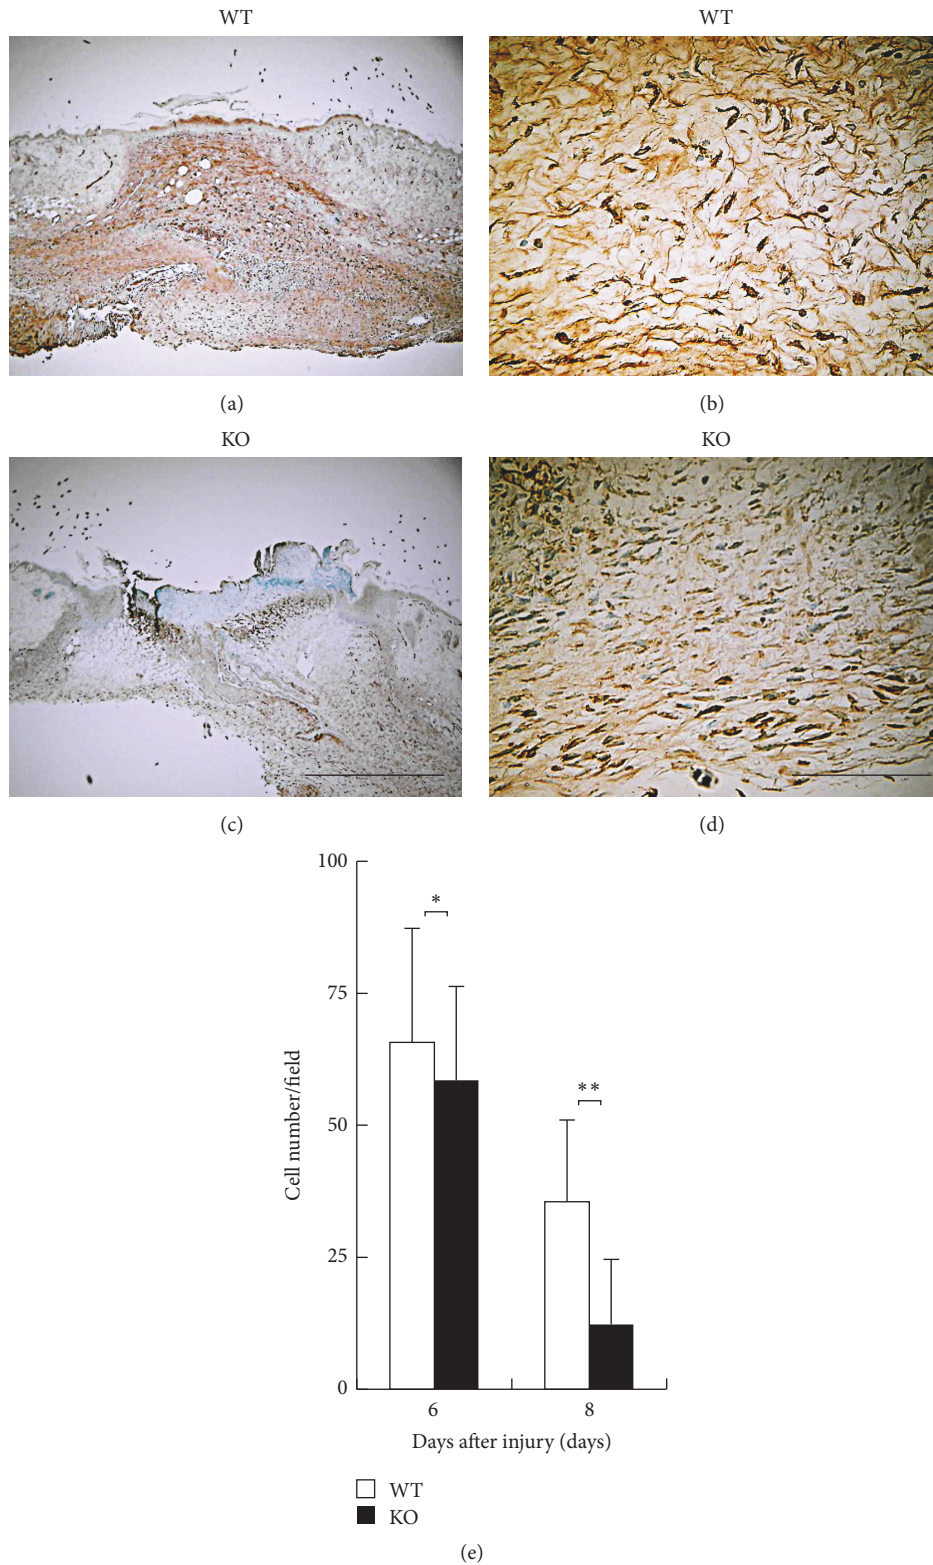 WT
WT
(a)
(b)
KO
KO
(c)
(d)
100
75
50
25
0
Cell number/field
*
**
6
8
Days after injury (days)
WT
KO
(e)